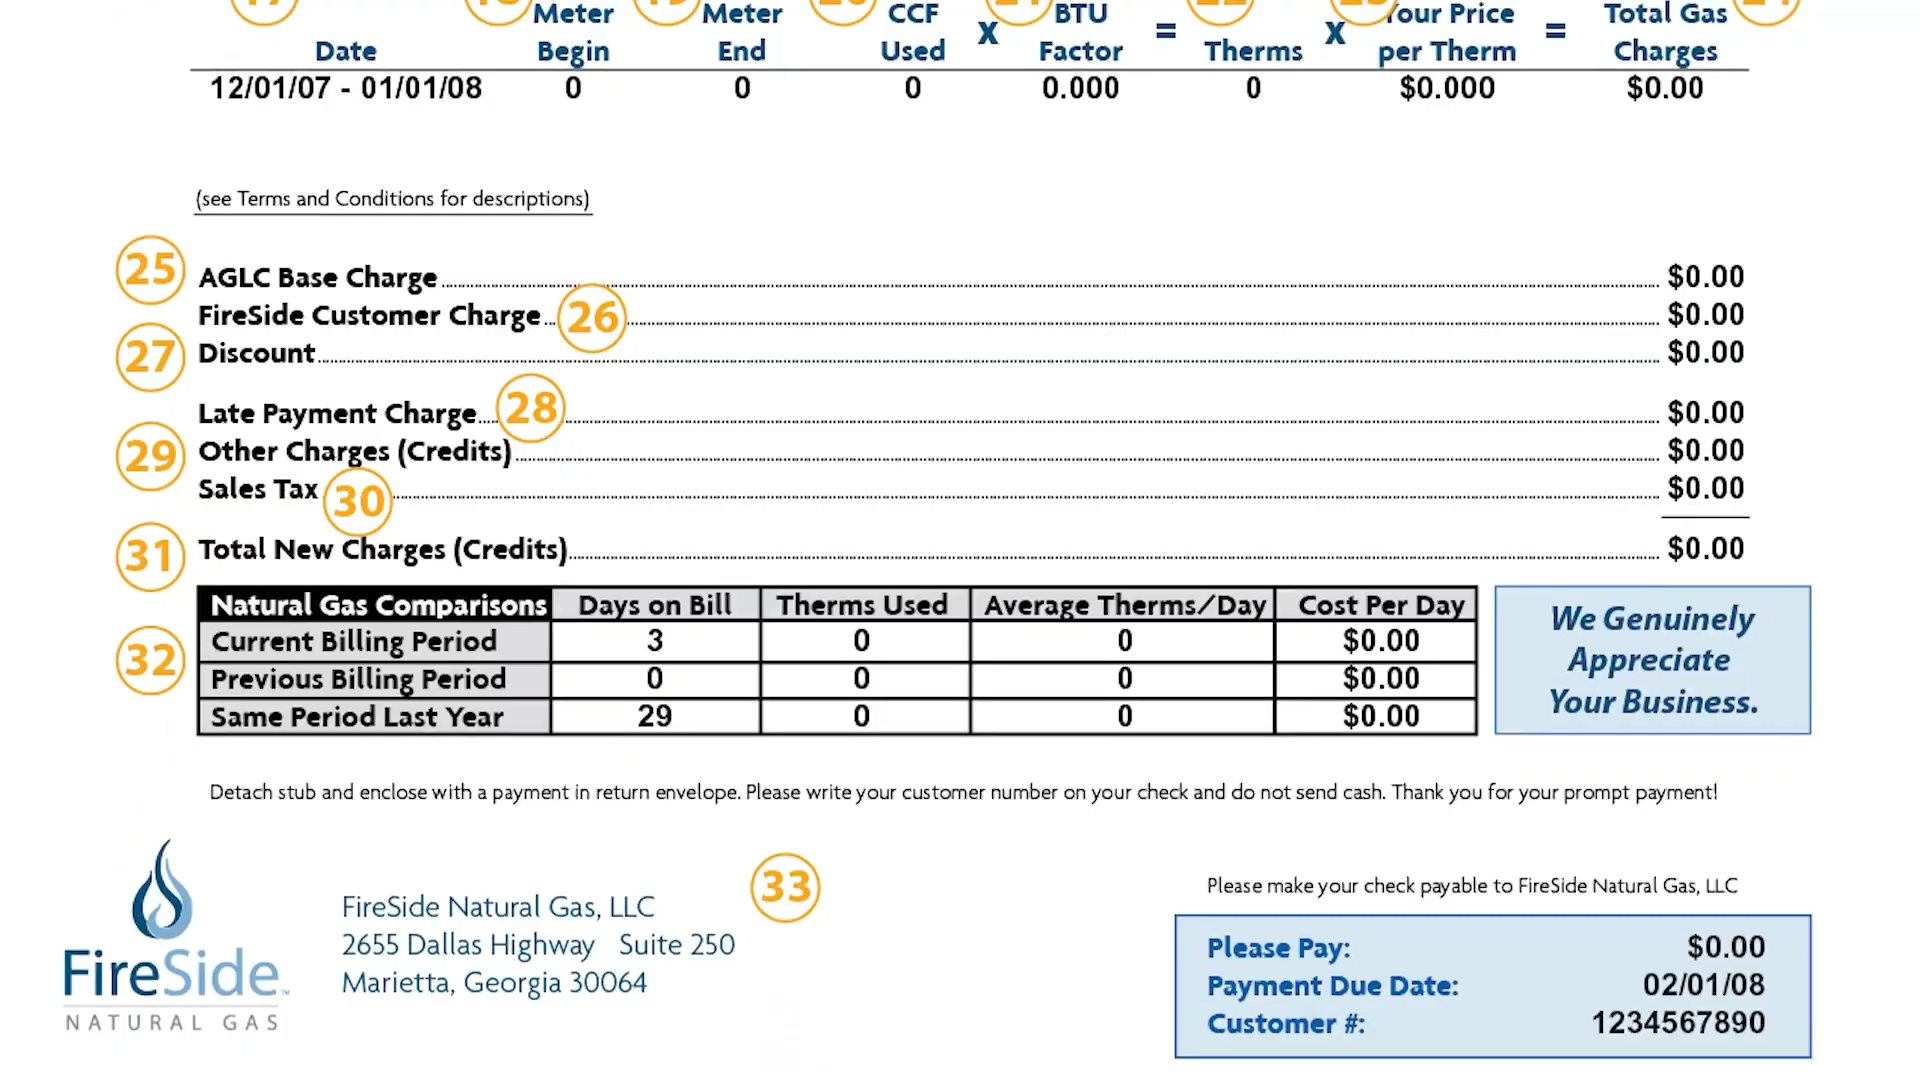 Date Meter Begin Meter End CCF Used x BTU Factor = Therms x Your Price per Therm = Total Gas Charges
12/01/07 - 01/01/08 0 0 0 0.000 0 $0.000 $0.00
(see Terms and Conditions for descriptions)
25 AGLC Base Charge $0.00
FireSide Customer Charge 26 $0.00
27 Discount $0.00
Late Payment Charge 28 $0.00
29 Other Charges (Credits) $0.00
Sales Tax 30 $0.00
31 Total New Charges (Credits) $0.00
Natural Gas Comparisons Days on Bill Therms Used Average Therms/Day Cost Per Day
32 Current Billing Period 3 0 0 $0.00
Previous Billing Period 0 0 0 $0.00
Same Period Last Year 29 0 0 $0.00
We Genuinely
Appreciate
Your Business.
Detach stub and enclose with a payment in return envelope. Please write your customer number on your check and do not send cash. Thank you for your prompt payment!
FireSide™
NATURAL GAS
FireSide Natural Gas, LLC
2655 Dallas Highway Suite 250
Marietta, Georgia 30064
33
Please make your check payable to FireSide Natural Gas, LLC
Please Pay: $0.00
Payment Due Date: 02/01/08
Customer #: 1234567890